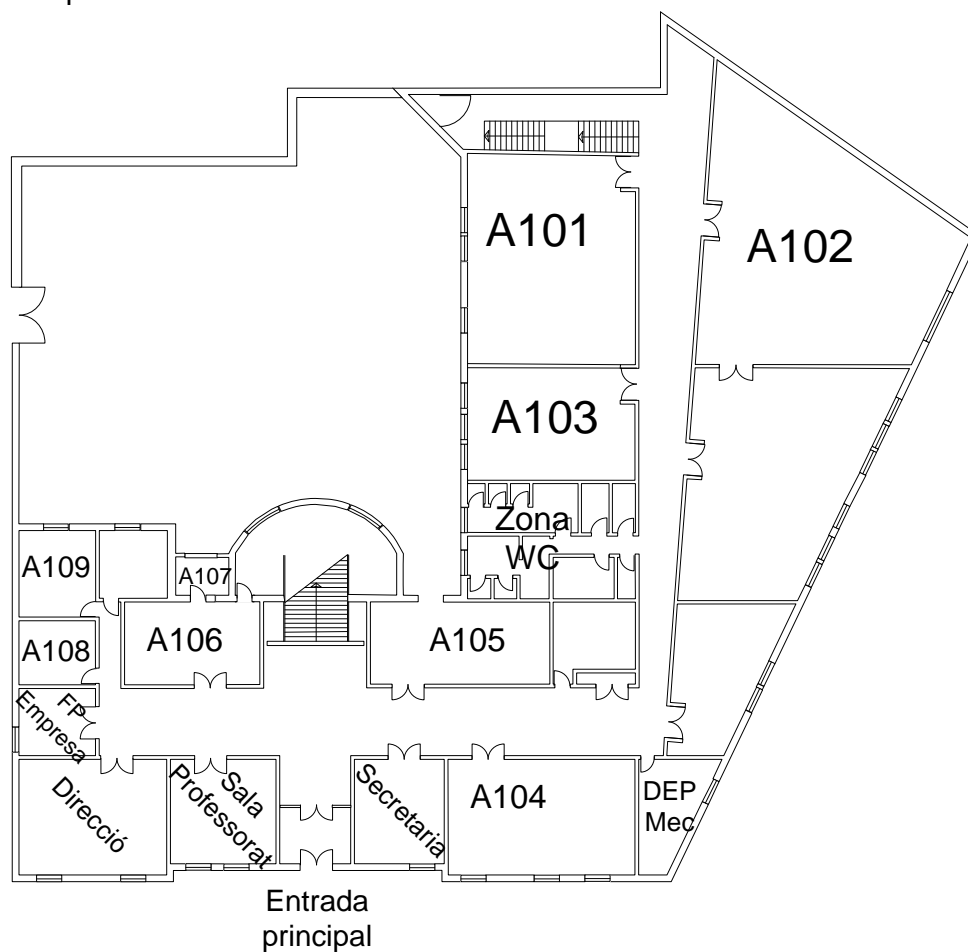 A101
A102
A103
Zona
WC
A109
A107
A108
A106
A105
FP
Empresa
Direcció
Sala
Professorat
Secretaria
A104
DEP
Mec
Entrada
principal